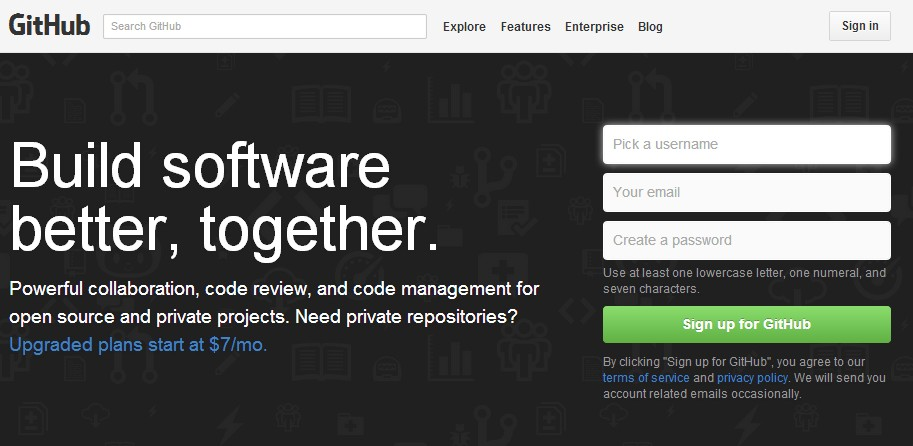 GitHub
Search GitHub
Explore Features Enterprise Blog
Sign in
Build software
better, together.
Powerful collaboration, code review, and code management for
open source and private projects. Need private repositories?
Upgraded plans start at $7/mo.
Pick a username
Your email
Create a password
Use at least one lowercase letter, one numeral, and
seven characters.
Sign up for GitHub
By clicking "Sign up for GitHub", you agree to our
terms of service and privacy policy. We will send you
account related emails occasionally.